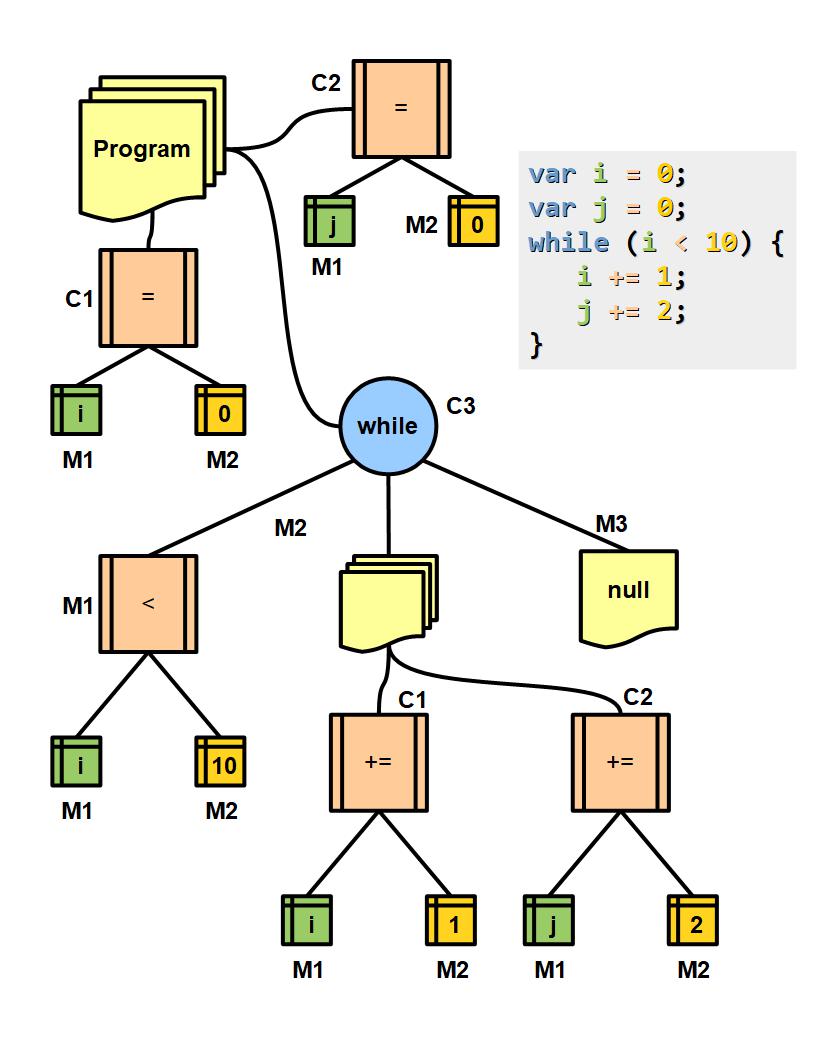 C2
=
Program
j
M2
0
M1
C1
=
i
0
M1
M2
var i = 0;
var j = 0;
while (i < 10) {
    i += 1;
    j += 2;
}
while
C3
M2
M3
M1
<
null
i
10
M1
M2
C1
C2
+=
+=
i
1
j
2
M1
M2
M1
M2